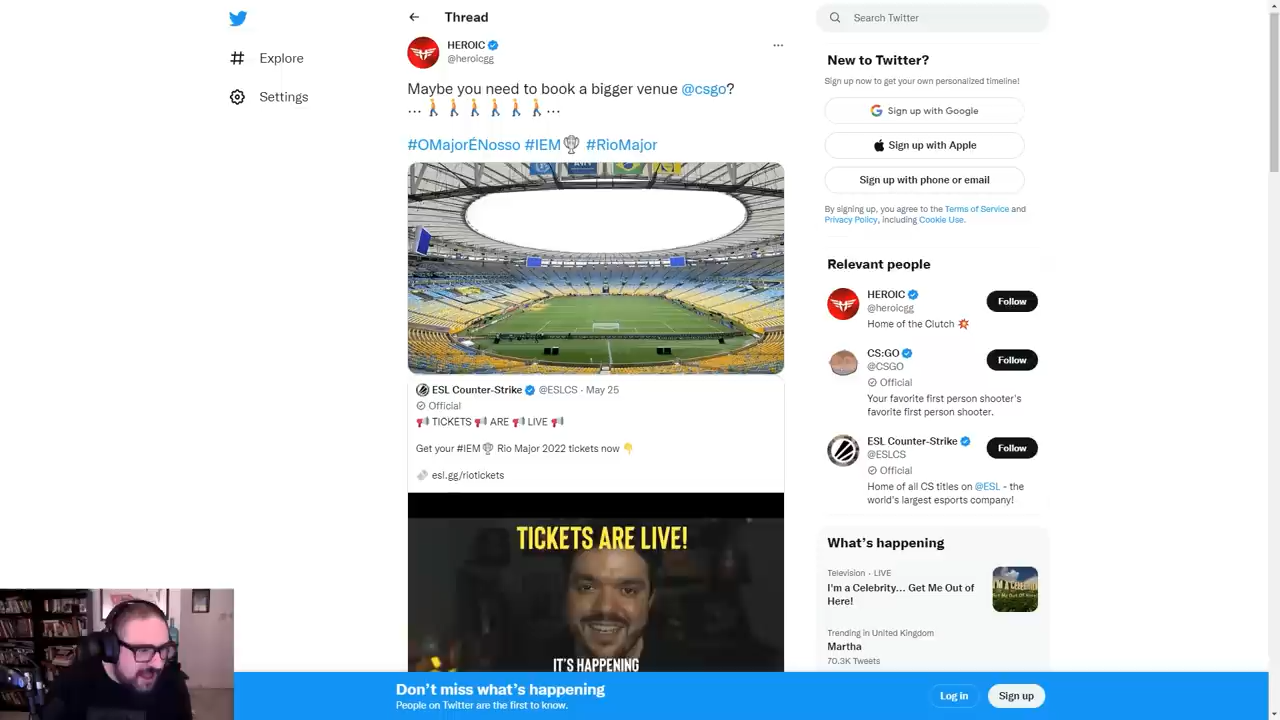 Explore
Settings
Thread
HEROIC
@heroicgg
Maybe you need to book a bigger venue @csgo?
...🚶🚶🚶🚶🚶🚶...
#OMajorÉNosso #IEM🏆 #RioMajor
ESL Counter-Strike @ESLCS · May 25
Official
📢 TICKETS 📢 ARE 📢 LIVE 📢
Get your #IEM🏆 Rio Major 2022 tickets now 👇
🎟️ esl.gg/riotickets
TICKETS ARE LIVE!
IT'S HAPPENING
Search Twitter
New to Twitter?
Sign up now to get your own personalized timeline!
Sign up with Google
Sign up with Apple
Sign up with phone or email
By signing up, you agree to the Terms of Service and
Privacy Policy, including Cookie Use.
Relevant people
HEROIC
@heroicgg
Follow
Home of the Clutch 💥
CS:GO
@CSGO
Follow
Official
Your favorite first person shooter's
favorite first person shooter.
ESL Counter-Strike
@ESLCS
Follow
Official
Home of all CS titles on @ESL - the
world's largest esports company!
What's happening
Television · LIVE
I'm a Celebrity... Get Me Out of
Here!
Trending in United Kingdom
Martha
70.3K Tweets
Don't miss what's happening
People on Twitter are the first to know.
Log in
Sign up